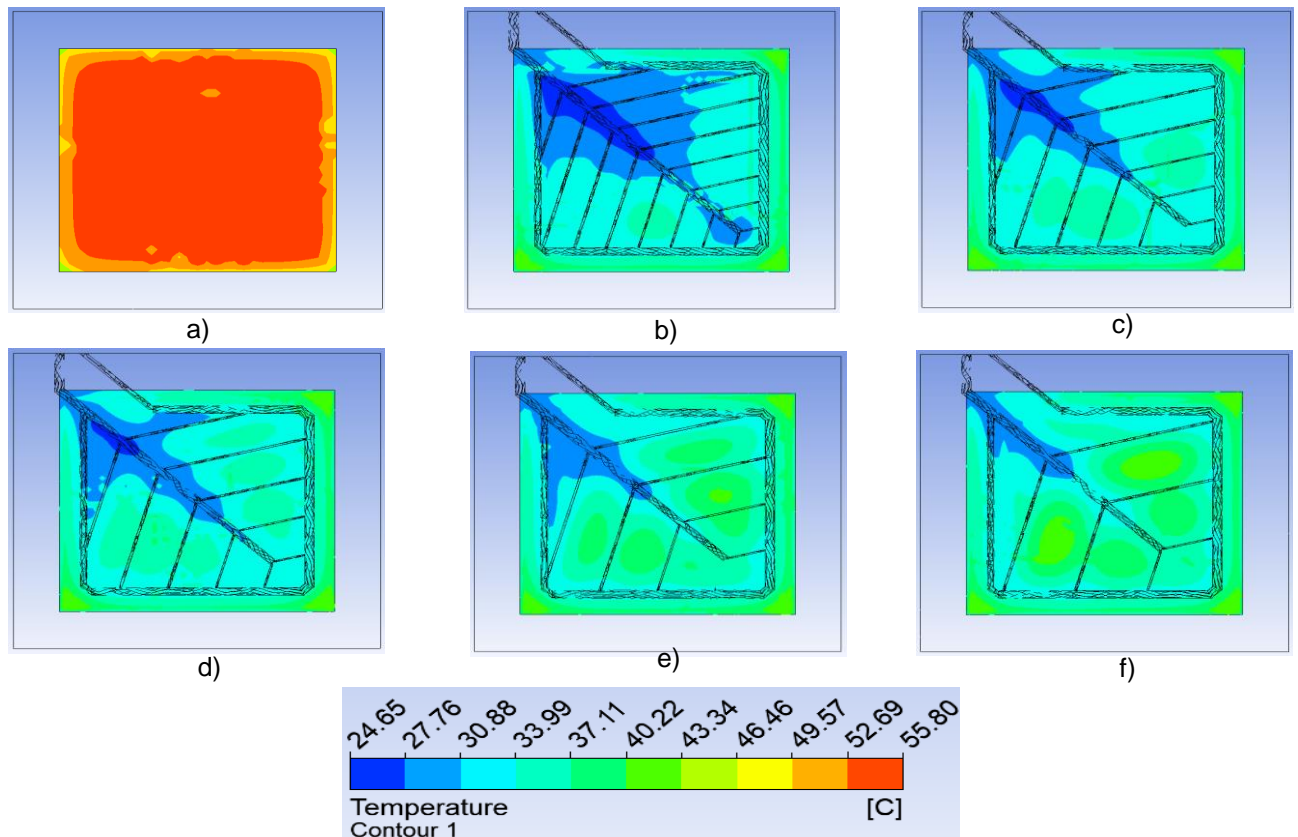 a)
b)
c)
d)
e)
f)
24.65 27.76 30.88 33.99 37.11 40.22 43.34 46.46 49.57 52.69 55.80
Temperature [C]
Contour 1